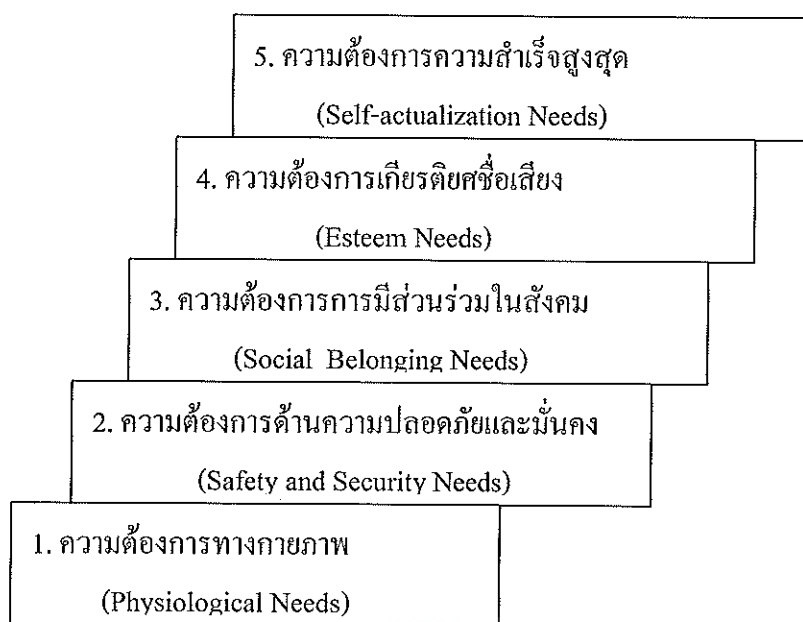 5. ความต้องการความสำเร็จสูงสุด
(Self-actualization Needs)
4. ความต้องการเกียรติยศชื่อเสียง
(Esteem Needs)
3. ความต้องการการมีส่วนร่วมในสังคม
(Social Belonging Needs)
2. ความต้องการด้านความปลอดภัยและมั่นคง
(Safety and Security Needs)
1. ความต้องการทางกายภาพ
(Physiological Needs)